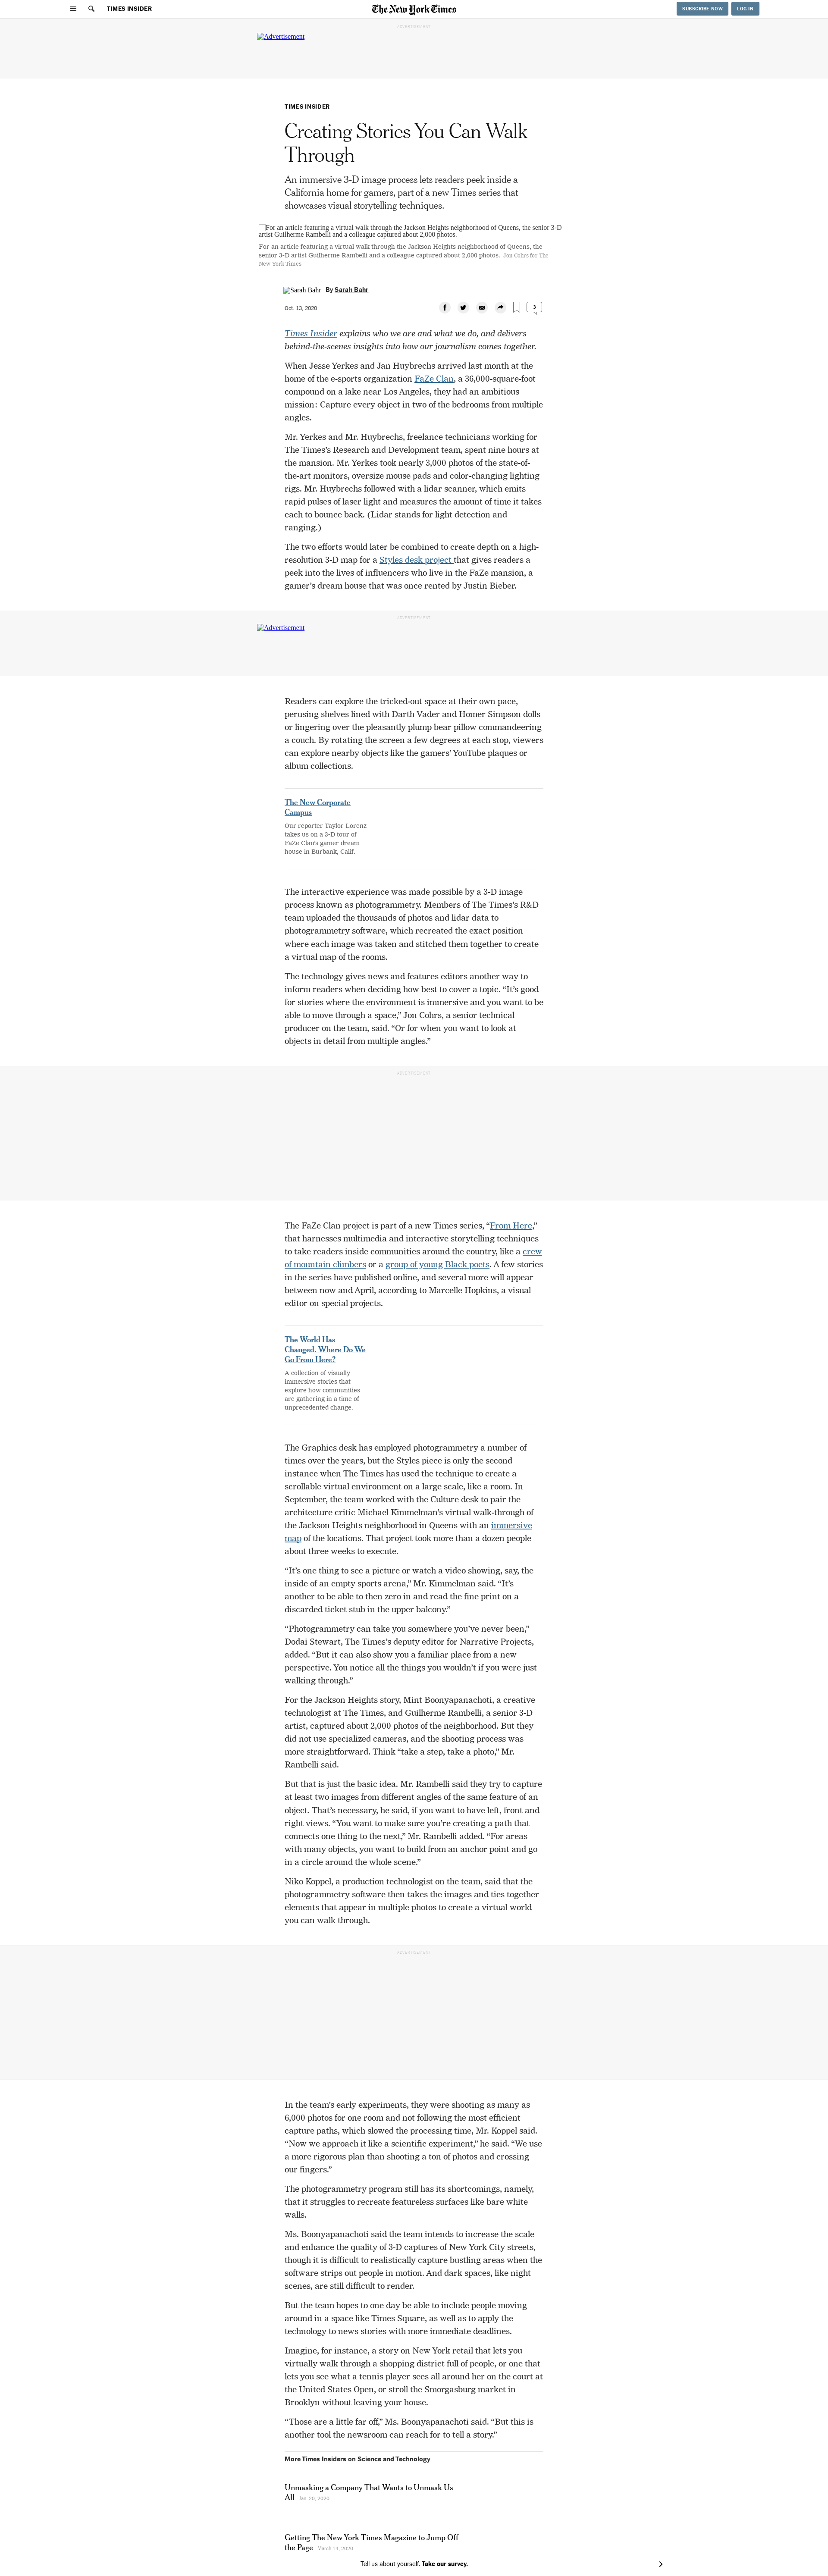 TIMES INSIDER
The New York Times
SUBSCRIBE NOW
LOG IN
ADVERTISEMENT
Advertisement
TIMES INSIDER
Creating Stories You Can Walk
Through
An immersive 3-D image process lets readers peek inside a
California home for gamers, part of a new Times series that
showcases visual storytelling techniques.
For an article featuring a virtual walk through the Jackson Heights neighborhood of Queens, the senior 3-D
artist Guilherme Rambelli and a colleague captured about 2,000 photos.
For an article featuring a virtual walk through the Jackson Heights neighborhood of Queens, the
senior 3-D artist Guilherme Rambelli and a colleague captured about 2,000 photos. Jon Cohrs for The
New York Times
Sarah Bahr
By Sarah Bahr
Oct. 13, 2020
3
Times Insider explains who we are and what we do, and delivers
behind-the-scenes insights into how our journalism comes together.
When Jesse Yerkes and Jan Huybrechs arrived last month at the
home of the e-sports organization FaZe Clan, a 36,000-square-foot
compound on a lake near Los Angeles, they had an ambitious
mission: Capture every object in two of the bedrooms from multiple
angles.
Mr. Yerkes and Mr. Huybrechs, freelance technicians working for
The Times’s Research and Development team, spent nine hours at
the mansion. Mr. Yerkes took nearly 3,000 photos of the state-of-
the-art monitors, oversize mouse pads and color-changing lighting
rigs. Mr. Huybrechs followed with a lidar scanner, which emits
rapid pulses of laser light and measures the amount of time it takes
each to bounce back. (Lidar stands for light detection and
ranging.)
The two efforts would later be combined to create depth on a high-
resolution 3-D map for a Styles desk project that gives readers a
peek into the lives of influencers who live in the FaZe mansion, a
gamer’s dream house that was once rented by Justin Bieber.
ADVERTISEMENT
Advertisement
Readers can explore the tricked-out space at their own pace,
perusing shelves lined with Darth Vader and Homer Simpson dolls
or lingering over the pleasantly plump bear pillow commandeering
a couch. By rotating the screen a few degrees at each stop, viewers
can explore nearby objects like the gamers’ YouTube plaques or
album collections.
The New Corporate
Campus
Our reporter Taylor Lorenz
takes us on a 3-D tour of
FaZe Clan’s gamer dream
house in Burbank, Calif.
The interactive experience was made possible by a 3-D image
process known as photogrammetry. Members of The Times’s R&D
team uploaded the thousands of photos and lidar data to
photogrammetry software, which recreated the exact position
where each image was taken and stitched them together to create
a virtual map of the rooms.
The technology gives news and features editors another way to
inform readers when deciding how best to cover a topic. “It’s good
for stories where the environment is immersive and you want to be
able to move through a space,” Jon Cohrs, a senior technical
producer on the team, said. “Or for when you want to look at
objects in detail from multiple angles.”
ADVERTISEMENT
The FaZe Clan project is part of a new Times series, “From Here,”
that harnesses multimedia and interactive storytelling techniques
to take readers inside communities around the country, like a crew
of mountain climbers or a group of young Black poets. A few stories
in the series have published online, and several more will appear
between now and April, according to Marcelle Hopkins, a visual
editor on special projects.
The World Has
Changed. Where Do We
Go From Here?
A collection of visually
immersive stories that
explore how communities
are gathering in a time of
unprecedented change.
The Graphics desk has employed photogrammetry a number of
times over the years, but the Styles piece is only the second
instance when The Times has used the technique to create a
scrollable virtual environment on a large scale, like a room. In
September, the team worked with the Culture desk to pair the
architecture critic Michael Kimmelman’s virtual walk-through of
the Jackson Heights neighborhood in Queens with an immersive
map of the locations. That project took more than a dozen people
about three weeks to execute.
“It’s one thing to see a picture or watch a video showing, say, the
inside of an empty sports arena,” Mr. Kimmelman said. “It’s
another to be able to then zero in and read the fine print on a
discarded ticket stub in the upper balcony.”
“Photogrammetry can take you somewhere you’ve never been,”
Dodai Stewart, The Times’s deputy editor for Narrative Projects,
added. “But it can also show you a familiar place from a new
perspective. You notice all the things you wouldn’t if you were just
walking through.”
For the Jackson Heights story, Mint Boonyapanachoti, a creative
technologist at The Times, and Guilherme Rambelli, a senior 3-D
artist, captured about 2,000 photos of the neighborhood. But they
did not use specialized cameras, and the shooting process was
more straightforward. Think “take a step, take a photo,” Mr.
Rambelli said.
But that is just the basic idea. Mr. Rambelli said they try to capture
at least two images from different angles of the same feature of an
object. That’s necessary, he said, if you want to have left, front and
right views. “You want to make sure you’re creating a path that
connects one thing to the next,” Mr. Rambelli added. “For areas
with many objects, you want to build from an anchor point and go
in a circle around the whole scene.”
Niko Koppel, a production technologist on the team, said that the
photogrammetry software then takes the images and ties together
elements that appear in multiple photos to create a virtual world
you can walk through.
ADVERTISEMENT
In the team’s early experiments, they were shooting as many as
6,000 photos for one room and not following the most efficient
capture paths, which slowed the processing time, Mr. Koppel said.
“Now we approach it like a scientific experiment,” he said. “We use
a more rigorous plan than shooting a ton of photos and crossing
our fingers.”
The photogrammetry program still has its shortcomings, namely,
that it struggles to recreate featureless surfaces like bare white
walls.
Ms. Boonyapanachoti said the team intends to increase the scale
and enhance the quality of 3-D captures of New York City streets,
though it is difficult to realistically capture bustling areas when the
software strips out people in motion. And dark spaces, like night
scenes, are still difficult to render.
But the team hopes to one day be able to include people moving
around in a space like Times Square, as well as to apply the
technology to news stories with more immediate deadlines.
Imagine, for instance, a story on New York retail that lets you
virtually walk through a shopping district full of people, or one that
lets you see what a tennis player sees all around her on the court at
the United States Open, or stroll the Smorgasburg market in
Brooklyn without leaving your house.
“Those are a little far off,” Ms. Boonyapanachoti said. “But this is
another tool the newsroom can reach for to tell a story.”
More Times Insiders on Science and Technology
Unmasking a Company That Wants to Unmask Us
All Jan. 20, 2020
Getting The New York Times Magazine to Jump Off
the Page March 14, 2020
Tell us about yourself. Take our survey.